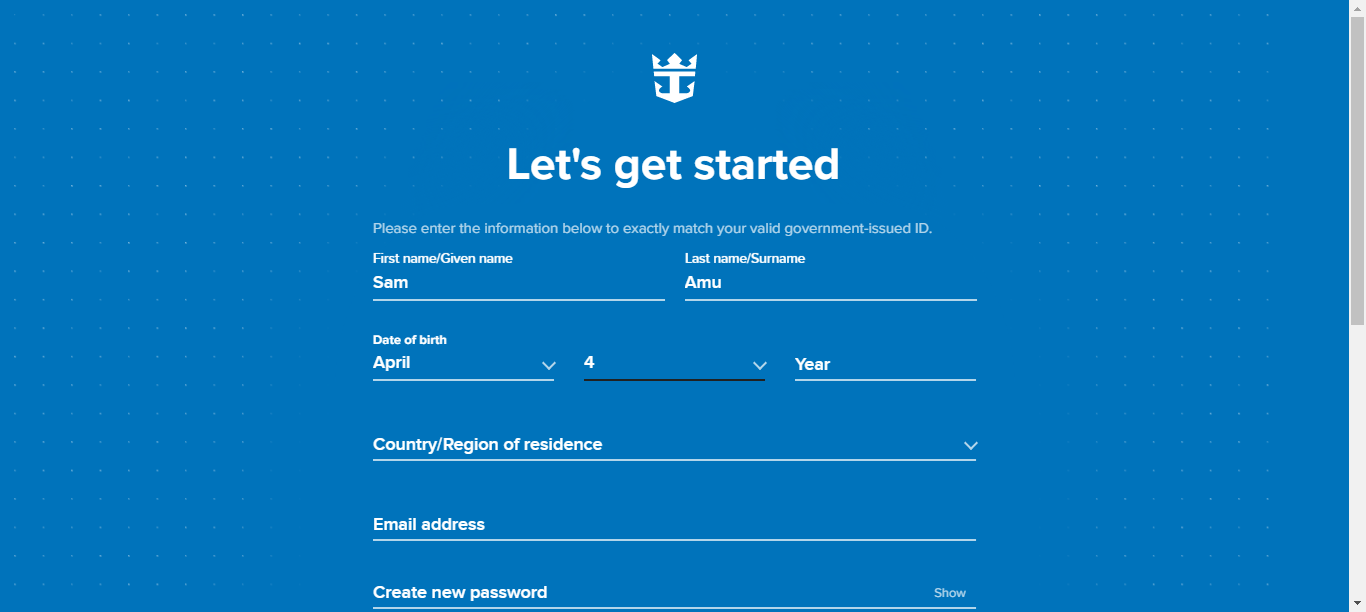 Let's get started
Please enter the information below to exactly match your valid government-issued ID.
First name/Given name Last name/Surname
Sam Amu
Date of birth
April 4 Year
Country/Region of residence
Email address
Create new password Show